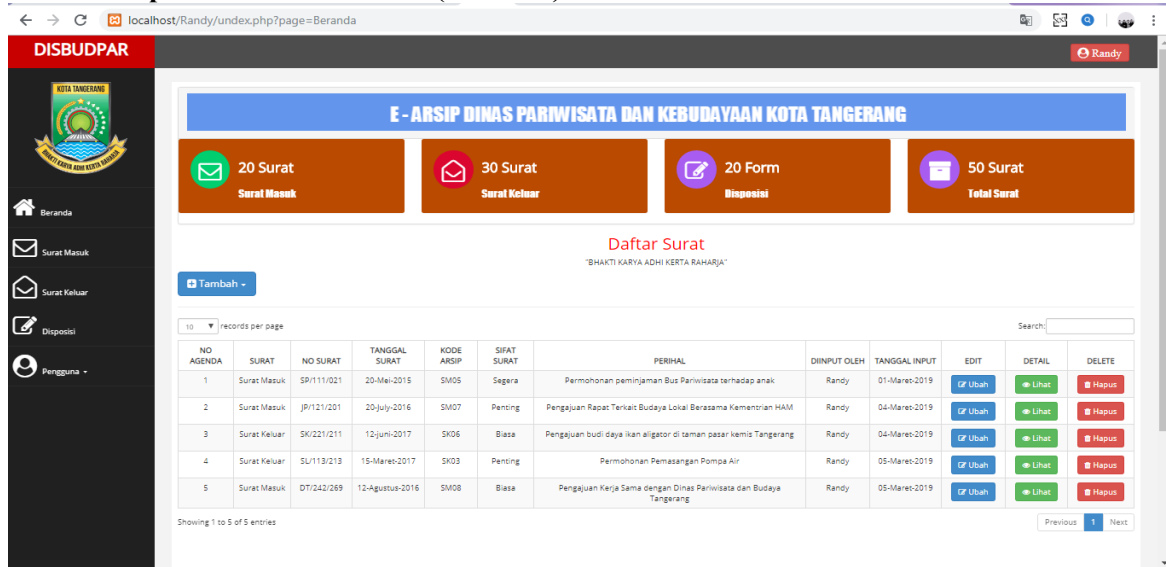 localhost/Randy/undex.php?page=Beranda
DISBUDPAR
Randy
KOTA TANGERANG
BHAKTI KARYA ADHI KERTA RAHARJA
E - ARSIP DINAS PARIWISATA DAN KEBUDAYAAN KOTA TANGERANG
20 Surat
Surat Masuk
30 Surat
Surat Keluar
20 Form
Disposisi
50 Surat
Total Surat
Beranda
Surat Masuk
Surat Keluar
Disposisi
Pengguna
Daftar Surat
"BHAKTI KARYA ADHI KERTA RAHARJA"
Tambah
10 records per page
Search:
NO AGENDA SURAT NO SURAT TANGGAL SURAT KODE ARSIP SIFAT SURAT PERIHAL DIINPUT OLEH TANGGAL INPUT EDIT DETAIL DELETE
1 Surat Masuk SP/111/021 20-Mei-2015 SM05 Segera Permohonan peminjaman Bus Pariwisata terhadap anak Randy 01-Maret-2019 Ubah Lihat Hapus
2 Surat Masuk JP/121/201 20-July-2016 SM07 Penting Pengajuan Rapat Terkait Budaya Lokal Berasama Kementrian HAM Randy 04-Maret-2019 Ubah Lihat Hapus
3 Surat Keluar SK/221/211 12-juni-2017 SK06 Biasa Pengajuan budi daya ikan aligator di taman pasar kemis Tangerang Randy 04-Maret-2019 Ubah Lihat Hapus
4 Surat Keluar SL/113/213 15-Maret-2017 SK03 Penting Permohonan Pemasangan Pompa Air Randy 05-Maret-2019 Ubah Lihat Hapus
5 Surat Masuk DT/242/269 12-Agustus-2016 SM08 Biasa Pengajuan Kerja Sama dengan Dinas Pariwisata dan Budaya Tangerang Randy 05-Maret-2019 Ubah Lihat Hapus
Showing 1 to 5 of 5 entries
Previous 1 Next